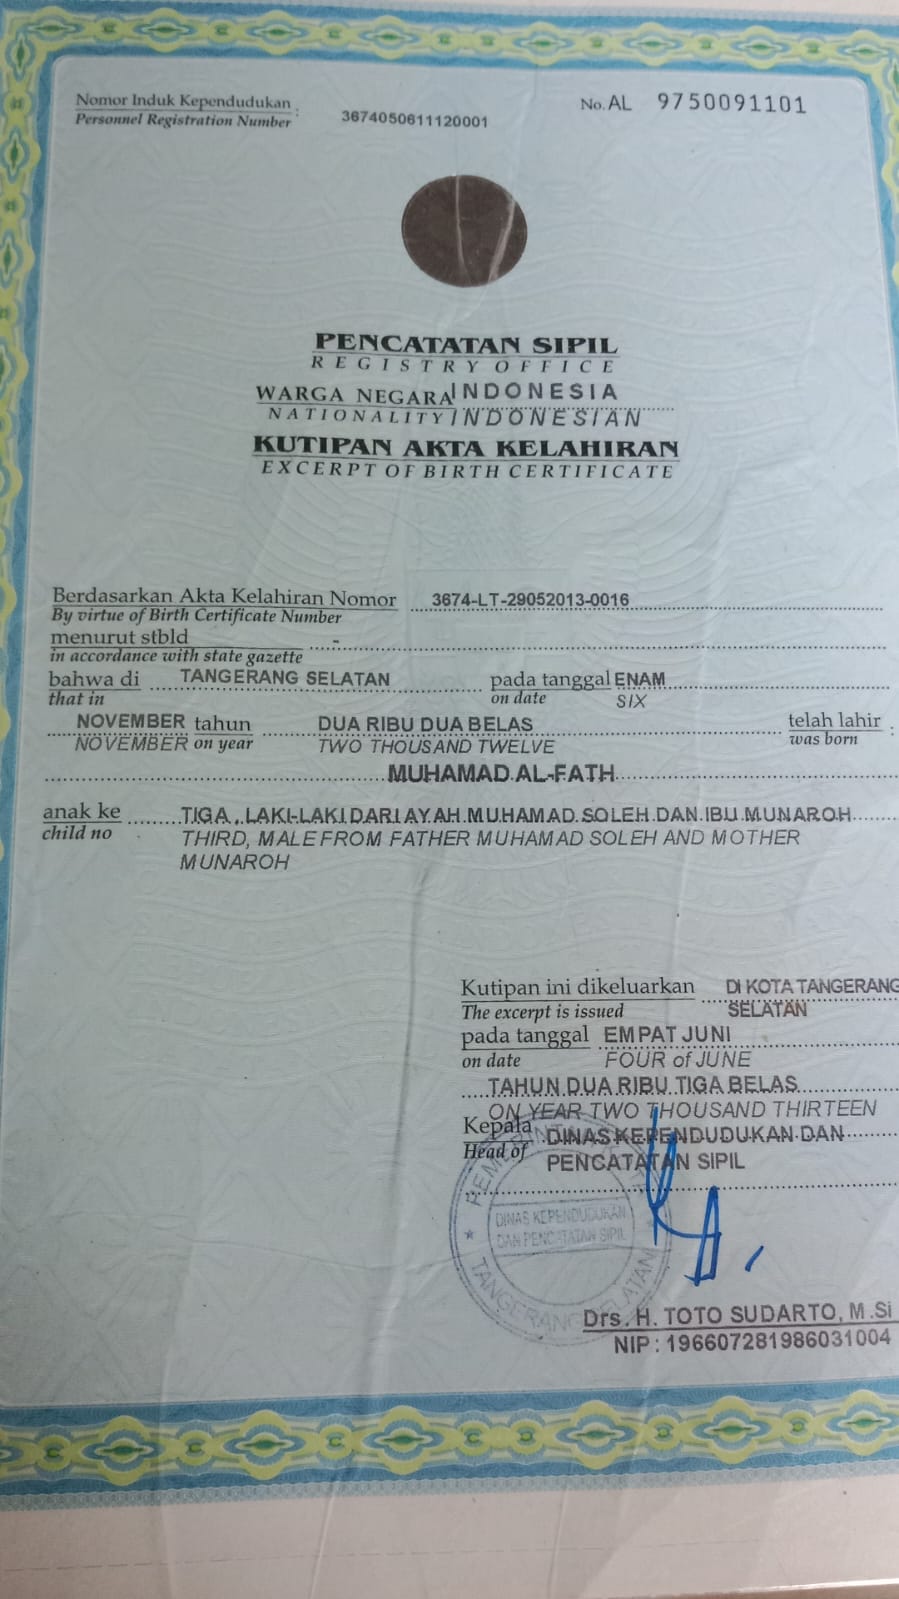 Nomor Induk Kependudukan : 3674050611120001
Personnel Registration Number
No. AL 9750091101
PENCATATAN SIPIL
REGISTRY OFFICE
WARGA NEGARA INDONESIA
NATIONALITY INDONESIAN
KUTIPAN AKTA KELAHIRAN
EXCERPT OF BIRTH CERTIFICATE
Berdasarkan Akta Kelahiran Nomor 3674-LT-29052013-0016
By virtue of Birth Certificate Number
menurut stbld -
in accordance with state gazette
bahwa di TANGERANG SELATAN pada tanggal ENAM
that in on date SIX
NOVEMBER tahun DUA RIBU DUA BELAS telah lahir :
NOVEMBER on year TWO THOUSAND TWELVE was born
MUHAMAD AL-FATH
anak ke TIGA, LAKI-LAKI DARI AYAH MUHAMAD SOLEH DAN IBU MUNAROH
child no THIRD, MALE FROM FATHER MUHAMAD SOLEH AND MOTHER
MUNAROH
Kutipan ini dikeluarkan DI KOTA TANGERANG
The excerpt is issued SELATAN
pada tanggal EMPAT JUNI
on date FOUR of JUNE
TAHUN DUA RIBU TIGA BELAS
ON YEAR TWO THOUSAND THIRTEEN
Kepala DINAS KEPENDUDUKAN DAN
Head of PENCATATAN SIPIL
DINAS KEPENDUDUKAN
DAN PENCATATAN SIPIL
TANGERANG SELATAN
Drs. H. TOTO SUDARTO, M.Si
NIP : 196607281986031004